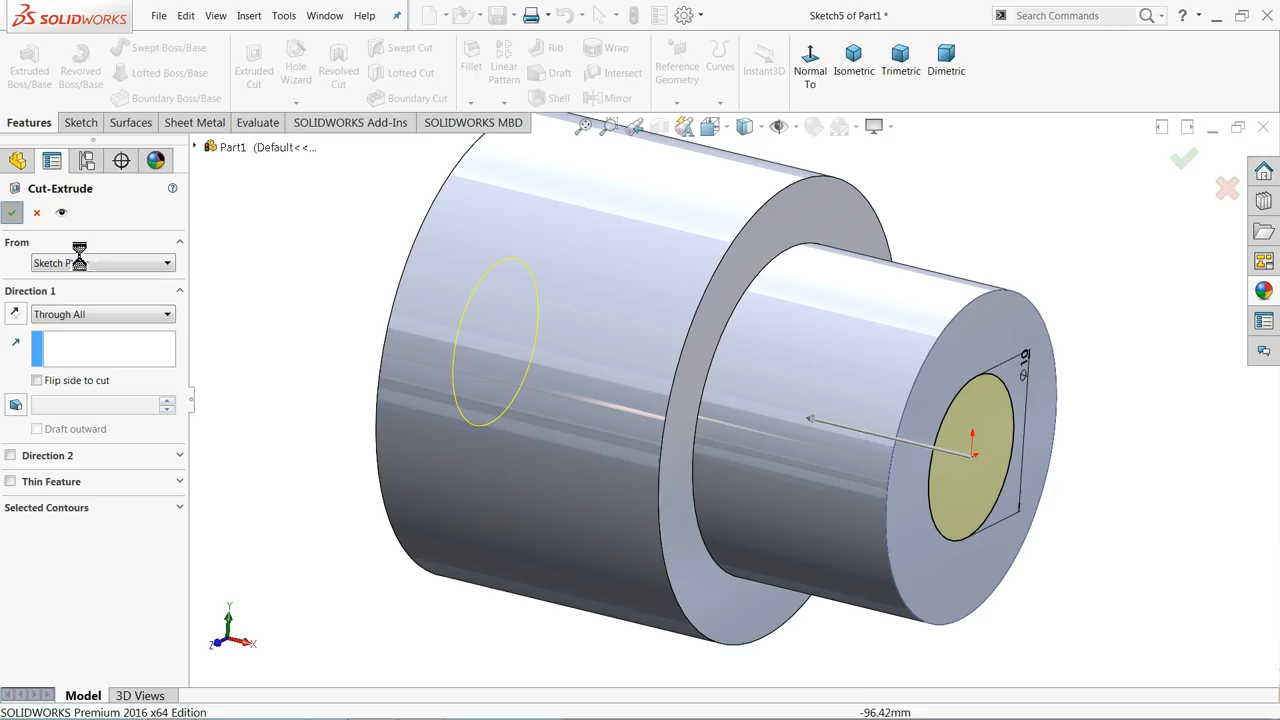 SOLIDWORKS
File Edit View Insert Tools Window Help
Sketch5 of Part1 *
Search Commands
Extruded Boss/Base
Revolved Boss/Base
Swept Boss/Base
Lofted Boss/Base
Boundary Boss/Base
Extruded Cut
Hole Wizard
Revolved Cut
Swept Cut
Lofted Cut
Boundary Cut
Fillet
Linear Pattern
Rib
Draft
Shell
Wrap
Intersect
Mirror
Reference Geometry
Curves
Instant3D
Normal To
Isometric
Trimetric
Dimetric
Features Sketch Surfaces Sheet Metal Evaluate SOLIDWORKS Add-Ins SOLIDWORKS MBD
Part1 (Default<<...
Cut-Extrude
From
Sketch P
Direction 1
Through All
Flip side to cut
Draft outward
Direction 2
Thin Feature
Selected Contours
Y
Z
X
Model 3D Views
SOLIDWORKS Premium 2016 x64 Edition
-96.42mm